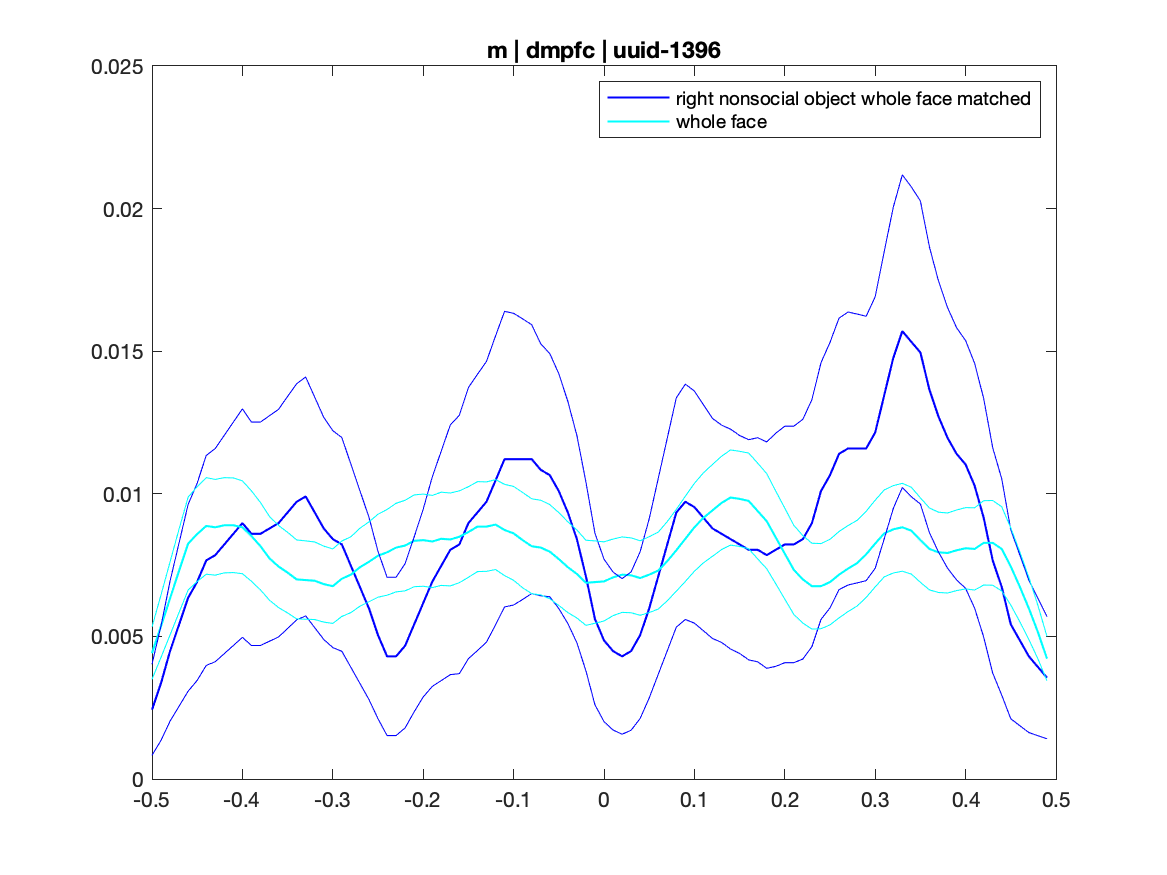 m | dmpfc | uuid-1396
right nonsocial object whole face matched
whole face
0.025
0.02
0.015
0.01
0.005
0
-0.5 -0.4 -0.3 -0.2 -0.1 0 0.1 0.2 0.3 0.4 0.5